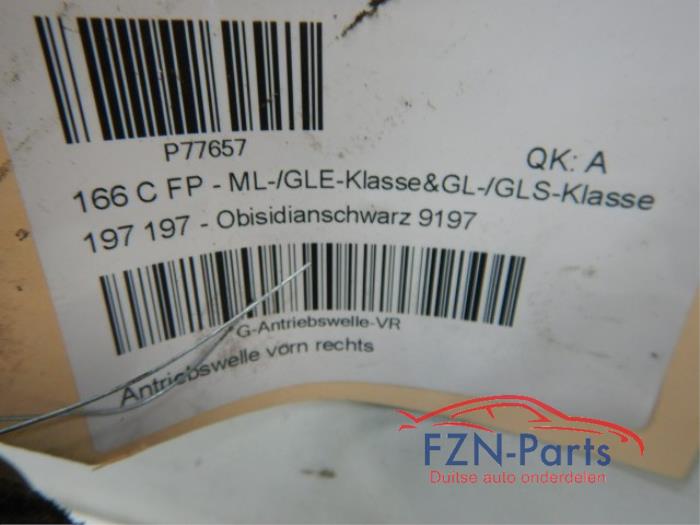 P77657
QK: A
166 C FP - ML-/GLE-Klasse&GL-/GLS-Klasse
197 197 - Obisidianschwarz 9197
G-Antriebswelle-VR
Antriebswelle vorn rechts
FZN-Parts
Duitse auto onderdelen